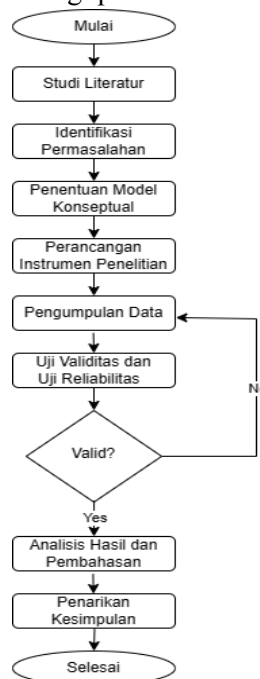 Mulai
Studi Literatur
Identifikasi
Permasalahan
Penentuan Model
Konseptual
Perancangan
Instrumen Penelitian
Pengumpulan Data
Uji Validitas dan
Uji Reliabilitas
Valid?
Yes
Analisis Hasil dan
Pembahasan
Penarikan
Kesimpulan
Selesai